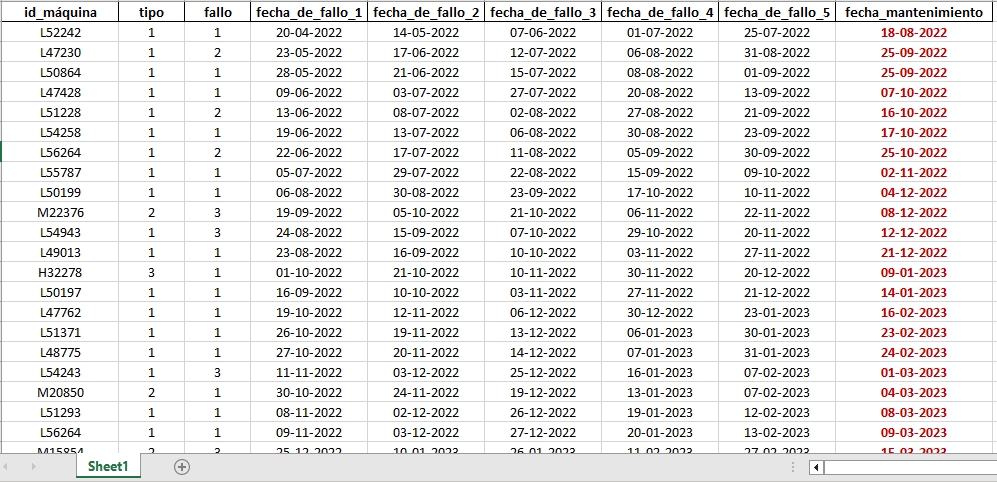 id_máquina tipo fallo fecha_de_fallo_1 fecha_de_fallo_2 fecha_de_fallo_3 fecha_de_fallo_4 fecha_de_fallo_5 fecha_mantenimiento
L52242 1 1 20-04-2022 14-05-2022 07-06-2022 01-07-2022 25-07-2022 18-08-2022
L47230 1 2 23-05-2022 17-06-2022 12-07-2022 06-08-2022 31-08-2022 25-09-2022
L50864 1 1 28-05-2022 21-06-2022 15-07-2022 08-08-2022 01-09-2022 25-09-2022
L47428 1 1 09-06-2022 03-07-2022 27-07-2022 20-08-2022 13-09-2022 07-10-2022
L51228 1 2 13-06-2022 08-07-2022 02-08-2022 27-08-2022 21-09-2022 16-10-2022
L54258 1 1 19-06-2022 13-07-2022 06-08-2022 30-08-2022 23-09-2022 17-10-2022
L56264 1 2 22-06-2022 17-07-2022 11-08-2022 05-09-2022 30-09-2022 25-10-2022
L55787 1 1 05-07-2022 29-07-2022 22-08-2022 15-09-2022 09-10-2022 02-11-2022
L50199 1 1 06-08-2022 30-08-2022 23-09-2022 17-10-2022 10-11-2022 04-12-2022
M22376 2 3 19-09-2022 05-10-2022 21-10-2022 06-11-2022 22-11-2022 08-12-2022
L54943 1 3 24-08-2022 15-09-2022 07-10-2022 29-10-2022 20-11-2022 12-12-2022
L49013 1 1 23-08-2022 16-09-2022 10-10-2022 03-11-2022 27-11-2022 21-12-2022
H32278 3 1 01-10-2022 21-10-2022 10-11-2022 30-11-2022 20-12-2022 09-01-2023
L50197 1 1 16-09-2022 10-10-2022 03-11-2022 27-11-2022 21-12-2022 14-01-2023
L47762 1 1 19-10-2022 12-11-2022 06-12-2022 30-12-2022 23-01-2023 16-02-2023
L51371 1 1 26-10-2022 19-11-2022 13-12-2022 06-01-2023 30-01-2023 23-02-2023
L48775 1 1 27-10-2022 20-11-2022 14-12-2022 07-01-2023 31-01-2023 24-02-2023
L54243 1 3 11-11-2022 03-12-2022 25-12-2022 16-01-2023 07-02-2023 01-03-2023
M20850 2 1 30-10-2022 24-11-2022 19-12-2022 13-01-2023 07-02-2023 04-03-2023
L51293 1 1 08-11-2022 02-12-2022 26-12-2022 19-01-2023 12-02-2023 08-03-2023
L56264 1 1 09-11-2022 03-12-2022 27-12-2022 20-01-2023 13-02-2023 09-03-2023
M15854 2 3 25-12-2022 10-01-2023 26-01-2023 11-02-2023 27-02-2023 15-03-2023
Sheet1